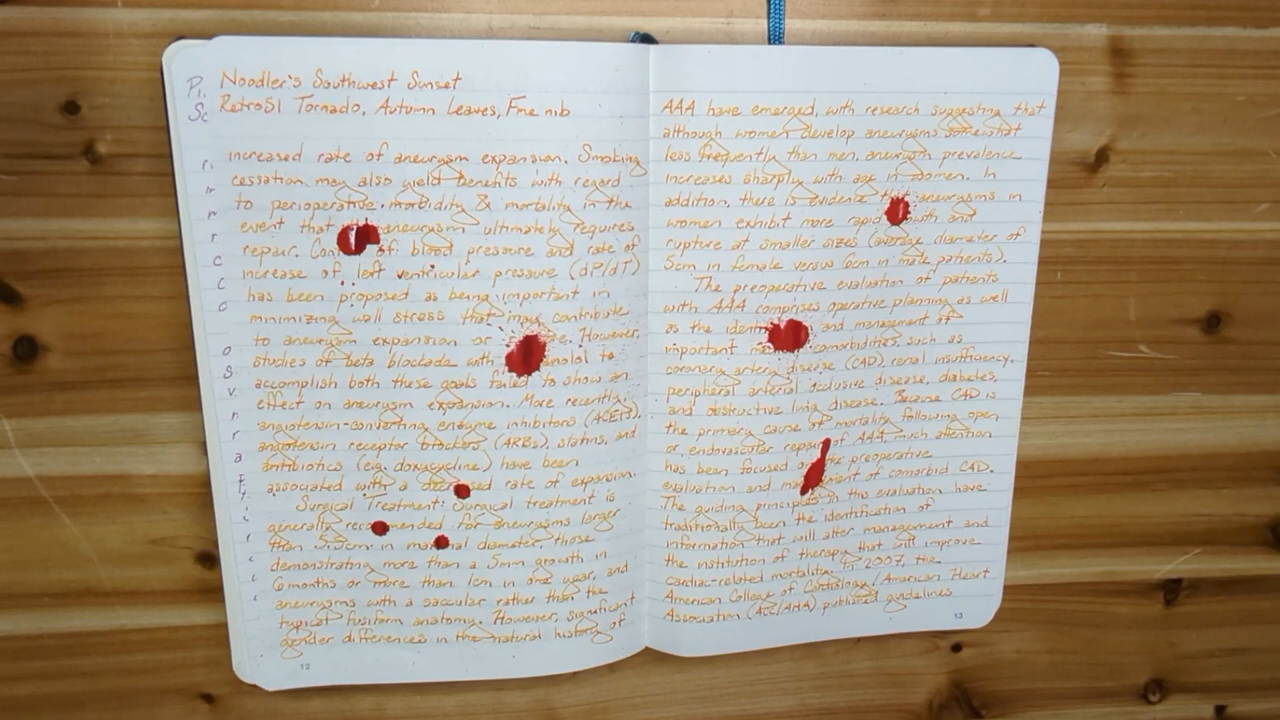 Noodler's Southwest Sunset
Retro51 Tornado, Autumn Leaves, Fine nib
increased rate of aneurysm expansion. Smoking
cessation may also yield benefits with regard
to perioperative morbidity & mortality in the
event that aneurysm ultimately requires
repair. of blood pressure and rate of
increase of left ventricular pressure (dP/dT)
has been proposed as being important in
minimizing wall stress that may contribute
to aneurysm expansion or However,
studies of beta blockade with to
accomplish both these goals failed to show an
effect on aneurysm expansion. More recently,
angiotensin-converting enzyme inhibitors (ACEIs),
angiotensin receptor blockers (ARBs), statins, and
antibiotics (eg. doxycycline) have been
associated with a decreased rate of expansion.
Surgical Treatment: Surgical treatment is
generally recommended for aneurysms larger
than 5.5cm in maximal diameter, those
demonstrating more than a 5mm growth in
6 months or more than 1cm in one year, and
aneurysms with a saccular rather than the
typical fusiform anatomy. However, significant
gender differences in the natural history of
12
AAA have emerged, with research suggesting that
although women develop aneurysms somewhat
less frequently than men, aneurysm prevalence
increases sharply with age in women. In
addition, there is evidence that aneurysms in
women exhibit more rapid growth and
rupture at smaller sizes (average diameter of
5cm in female versus 6cm in male patients).
The preoperative evaluation of patients
with AAA comprises operative planning as well
as the and management of
important comorbidities, such as
coronary artery disease (CAD), renal insufficency,
peripheral arterial occlusive disease, diabetes,
and obstructive lung disease. Because CAD is
the primary cause of mortality following open
or endovascular repair of AAA, much attention
has been focused on the preoperative
evaluation and management of comorbid CAD.
The guiding principles in this evaluation have
traditionally been the identification of
information that will alter management and
the institution of therapy that will improve
cardiac-related mortality. In 2007, the
American College of Cardiology/American Heart
Association (ACC/AHA) published guidelines
13